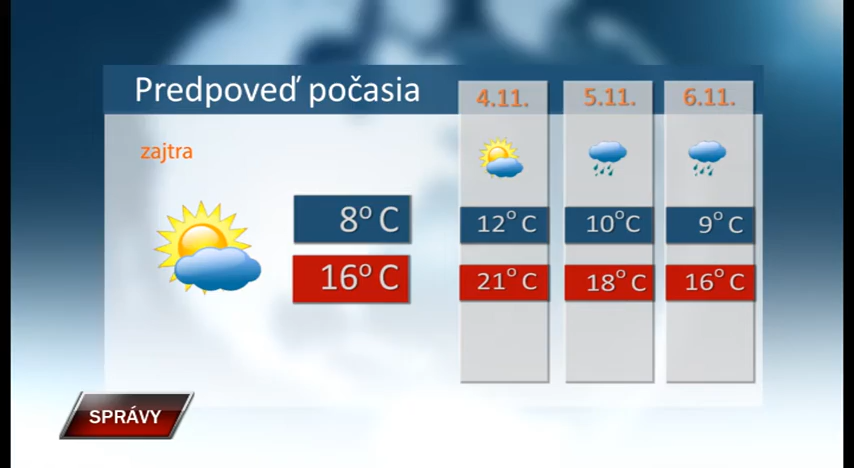 Predpoveď počasia
zajtra
8° C
16° C
4.11.
12° C
21° C
5.11.
10°C
18° C
6.11.
9° C
16° C
SPRÁVY